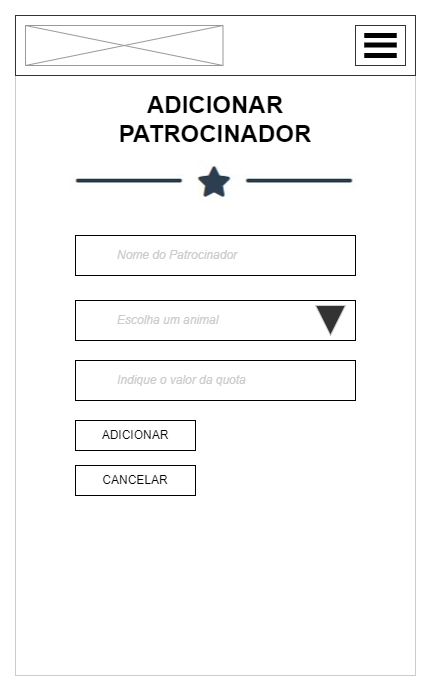 ADICIONAR
PATROCINADOR
Nome do Patrocinador
Escolha um animal
Indique o valor da quota
ADICIONAR
CANCELAR